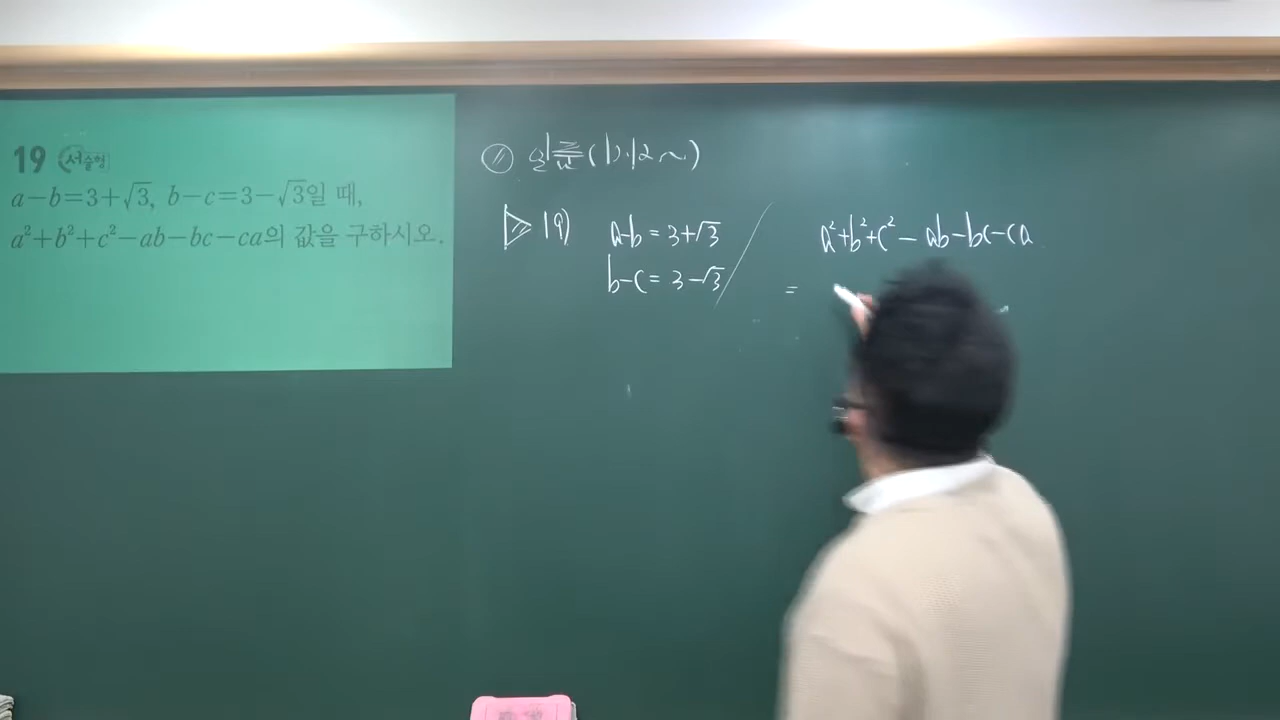 19 서술형
a-b=3+√3, b-c=3-√3일 때,
a²+b²+c²-ab-bc-ca의 값을 구하시오.
일품(p.12~)
19)
a-b = 3+√3
b-c = 3-√3
a²+b²+c² - ab-bc-ca
=